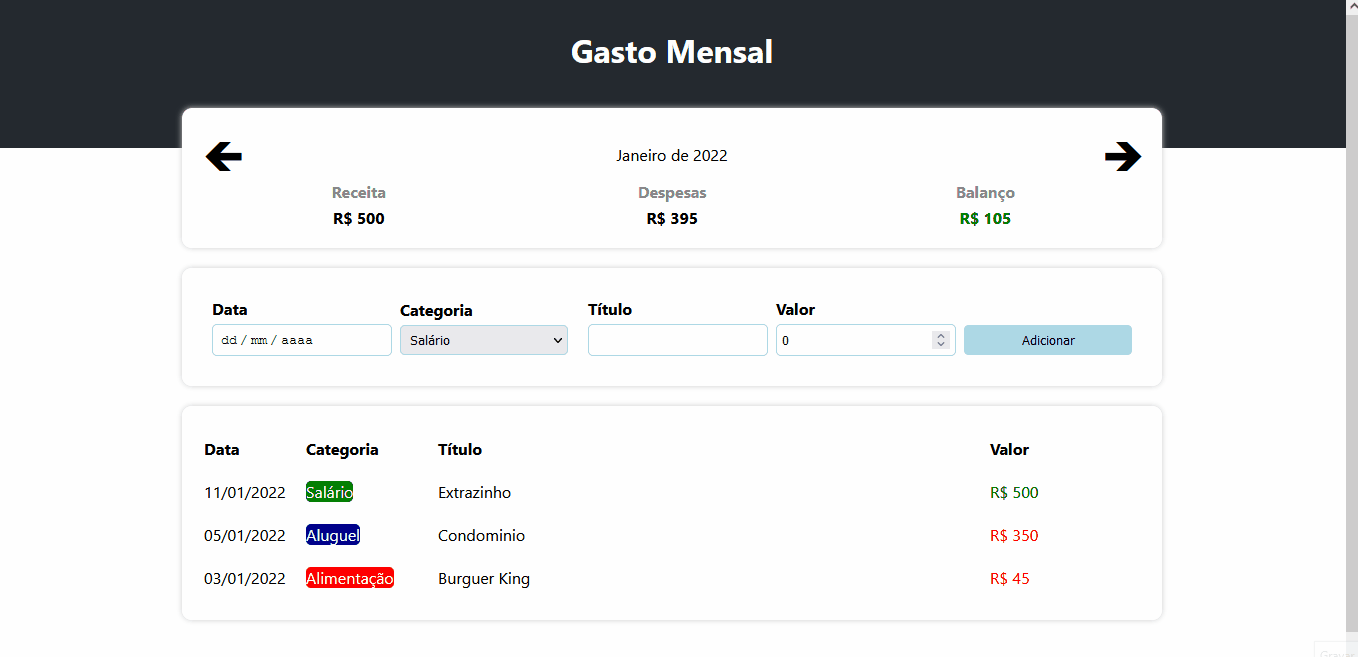 Gasto Mensal
Janeiro de 2022
Receita Despesas Balanço
R$ 500 R$ 395 R$ 105
Data Categoria Título Valor
dd / mm / aaaa Salário 0 Adicionar
Data Categoria Título Valor
11/01/2022 Salário Extrazinho R$ 500
05/01/2022 Aluguel Condominio R$ 350
03/01/2022 Alimentação Burguer King R$ 45